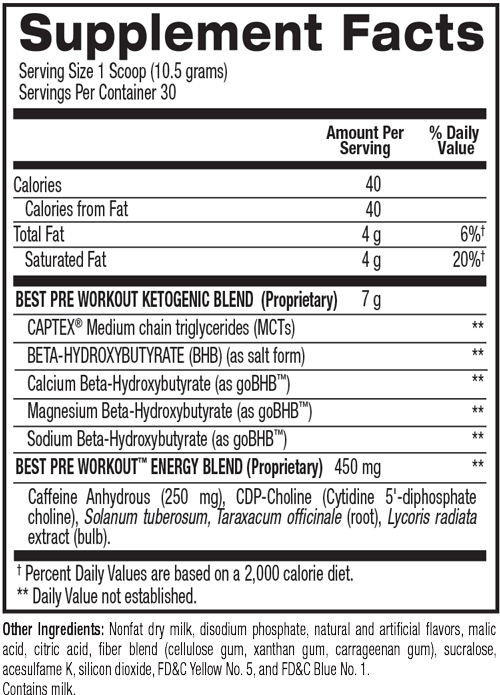 Supplement Facts
Serving Size 1 Scoop (10.5 grams)
Servings Per Container 30
Amount Per Serving % Daily Value
Calories 40
Calories from Fat 40
Total Fat 4 g 6%†
Saturated Fat 4 g 20%†
BEST PRE WORKOUT KETOGENIC BLEND (Proprietary) 7 g
CAPTEX® Medium chain triglycerides (MCTs) **
BETA-HYDROXYBUTYRATE (BHB) (as salt form) **
Calcium Beta-Hydroxybutyrate (as goBHB™) **
Magnesium Beta-Hydroxybutyrate (as goBHB™) **
Sodium Beta-Hydroxybutyrate (as goBHB™) **
BEST PRE WORKOUT™ ENERGY BLEND (Proprietary) 450 mg **
Caffeine Anhydrous (250 mg), CDP-Choline (Cytidine 5'-diphosphate
choline), Solanum tuberosum, Taraxacum officinale (root), Lycoris radiata
extract (bulb).
† Percent Daily Values are based on a 2,000 calorie diet.
** Daily Value not established.
Other Ingredients: Nonfat dry milk, disodium phosphate, natural and artificial flavors, malic
acid, citric acid, fiber blend (cellulose gum, xanthan gum, carrageenan gum), sucralose,
acesulfame K, silicon dioxide, FD&C Yellow No. 5, and FD&C Blue No. 1.
Contains milk.